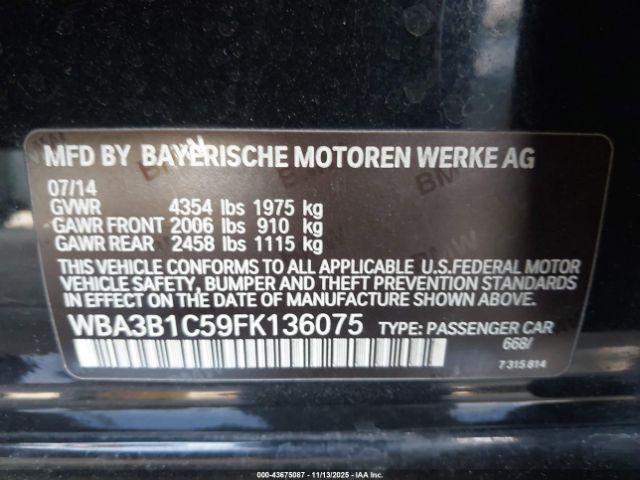 MFD BY BAYERISCHE MOTOREN WERKE AG
07/14
GVWR 4354 lbs 1975 kg
GAWR FRONT 2006 lbs 910 kg
GAWR REAR 2458 lbs 1115 kg
THIS VEHICLE CONFORMS TO ALL APPLICABLE U.S.FEDERAL MOTOR
VEHICLE SAFETY, BUMPER AND THEFT PREVENTION STANDARDS
IN EFFECT ON THE DATE OF MANUFACTURE SHOWN ABOVE.
WBA3B1C59FK136075 TYPE: PASSENGER CAR
668/
7 315 814
000-43675087 - 11/13/2025 - IAA Inc.